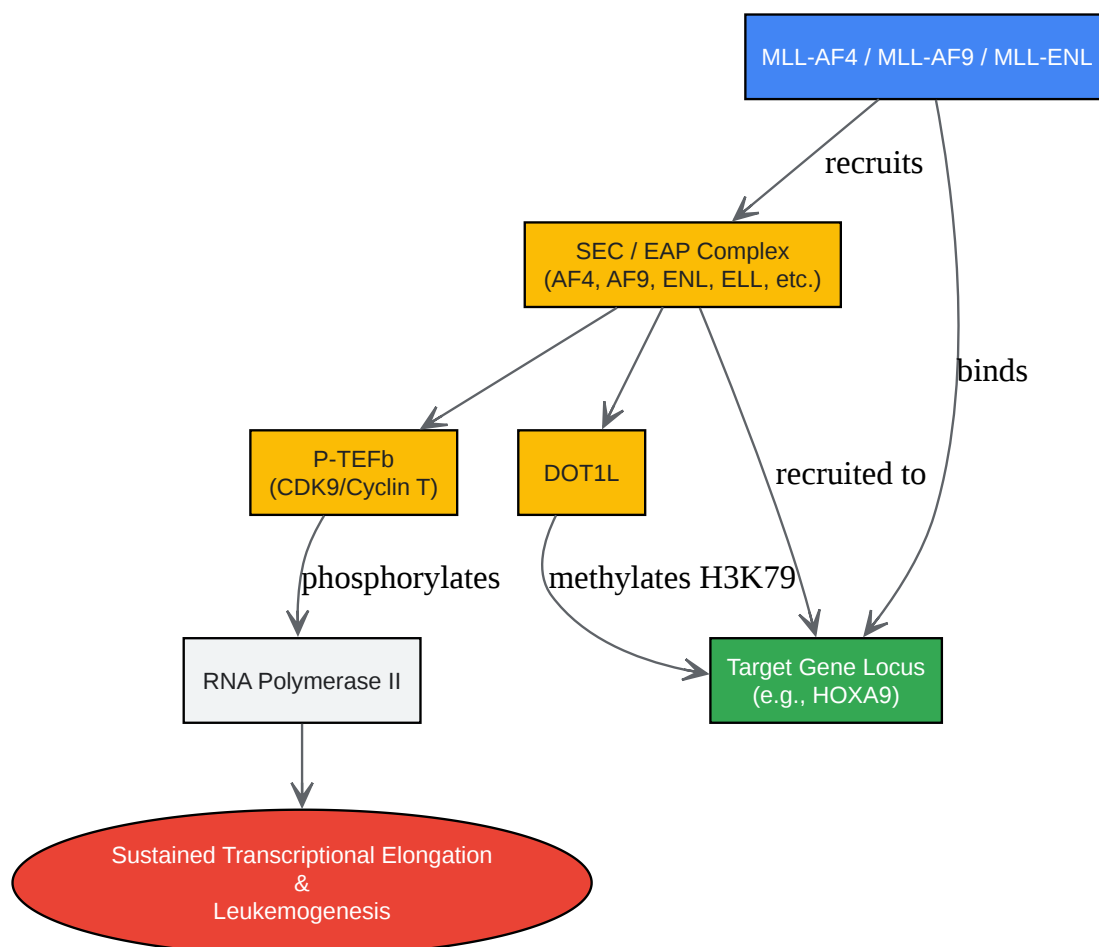 MLL-AF4 / MLL-AF9 / MLL-ENL
recruits
SEC / EAP Complex
(AF4, AF9, ENL, ELL, etc.)
binds
P-TEFb
(CDK9/Cyclin T)
DOT1L
recruited to
phosphorylates
methylates H3K79
RNA Polymerase II
Target Gene Locus
(e.g., HOXA9)
Sustained Transcriptional Elongation
&
Leukemogenesis